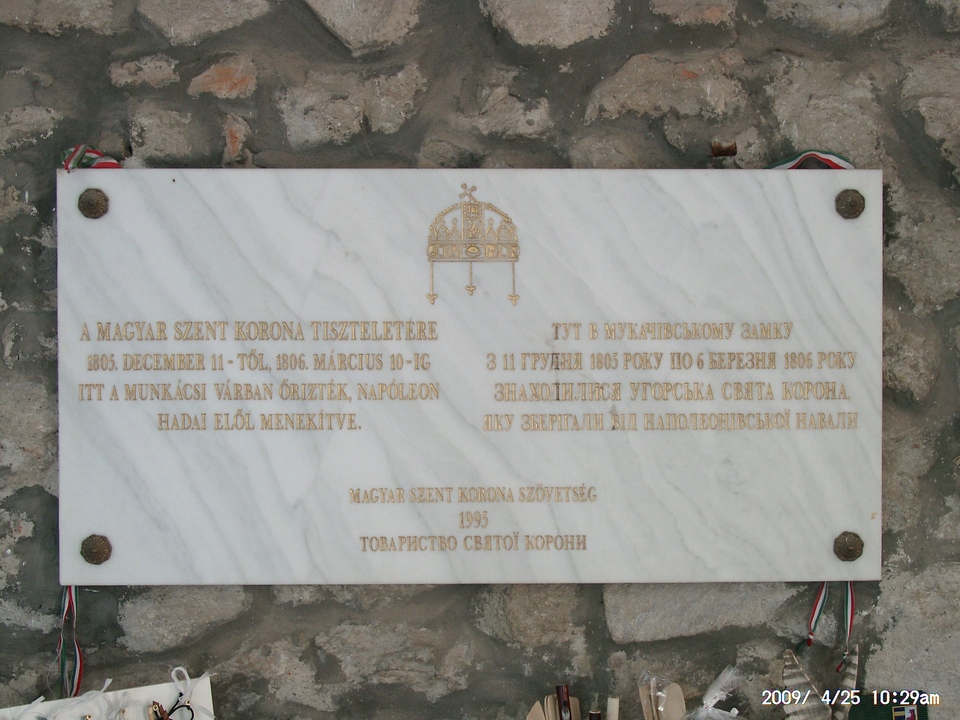 A MAGYAR SZENT KORONA TISZTELETÉRE
1805. DECEMBER 11-TŐL, 1806. MÁRCIUS 10-IG
ITT A MUNKÁCSI VÁRBAN ŐRIZTÉK, NAPÓLEON
HADAI ELŐL MENEKÍTVE.
ТУТ В МУКАЧІВСЬКОМУ ЗАМКУ
З 11 ГРУДНЯ 1805 РОКУ ПО 6 БЕРЕЗНЯ 1806 РОКУ
ЗНАХОДИЛИСЯ УГОРСЬКА СВЯТА КОРОНА,
ЯКУ ЗБЕРІГАЛИ ВІД НАПОЛЕОНІВСЬКОЇ НАВАЛИ
MAGYAR SZENT KORONA SZÖVETSÉG
1995
ТОВАРИСТВО СВЯТОЇ КОРОНИ
2009/ 4/25 10:29am